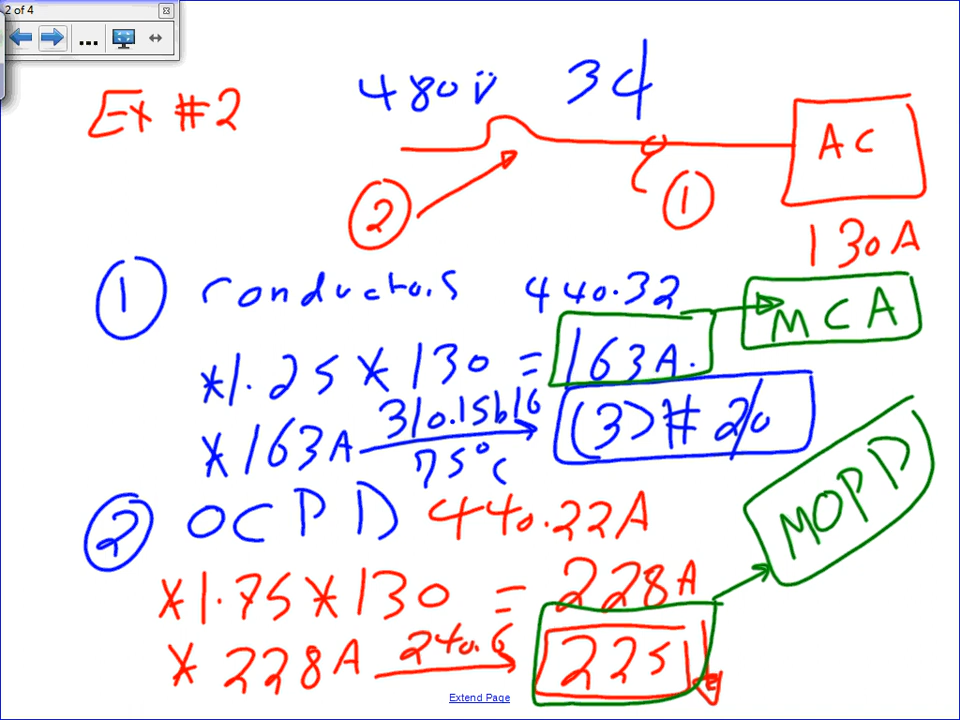 2 of 4
...
Ex #2
480V 3ϕ
AC
② ①
130A
① conductors 440.32
MCA
*1.25 * 130 = 163A.
*163A 310.15b16 75°C (3) # 2/0
② OCPD 440.22A
MOPD
*1.75 * 130 = 228A
* 228A 240.6 225
Extend Page